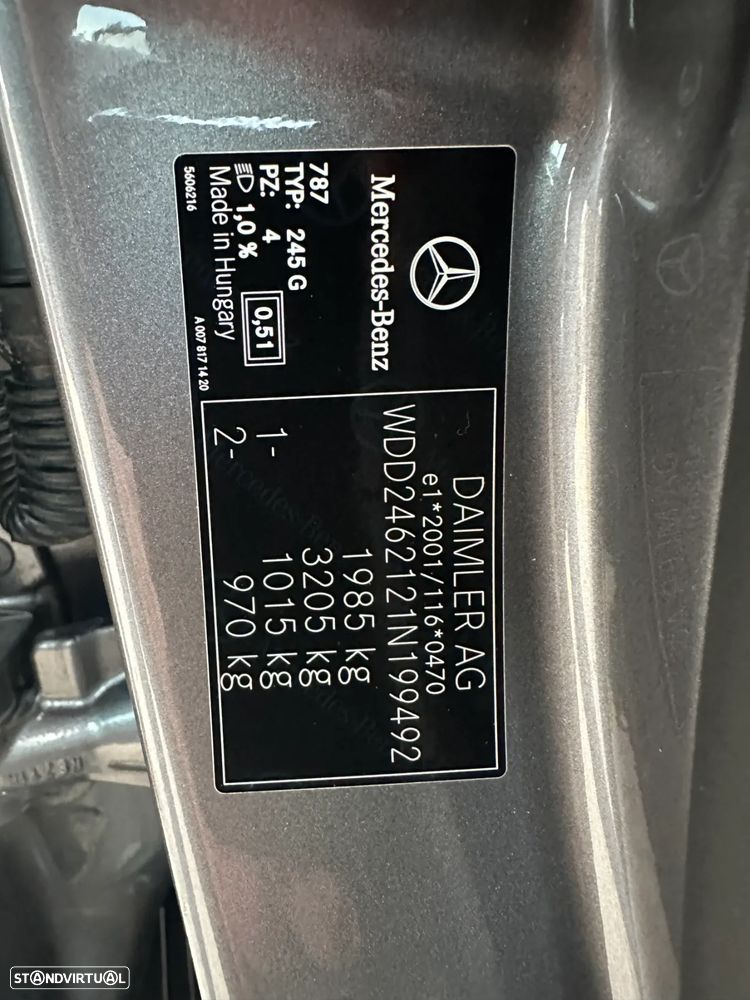 Mercedes-Benz
787
TYP: 245 G
PZ: 4
1,0 %
0,51
Made in Hungary
5606216
A 007 817 14 20
DAIMLER AG
e1*2001/116*0470
WDD2462121N199492
1985 kg
3205 kg
1- 1015 kg
2- 970 kg
STANDVIRTUAL